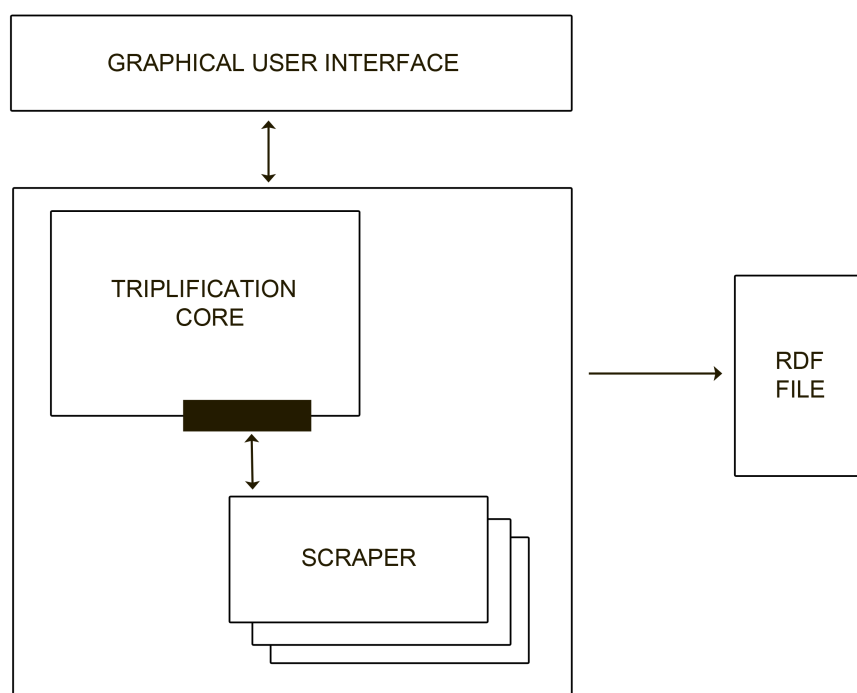 GRAPHICAL USER INTERFACE
TRIPLIFICATION
CORE
RDF
FILE
SCRAPER